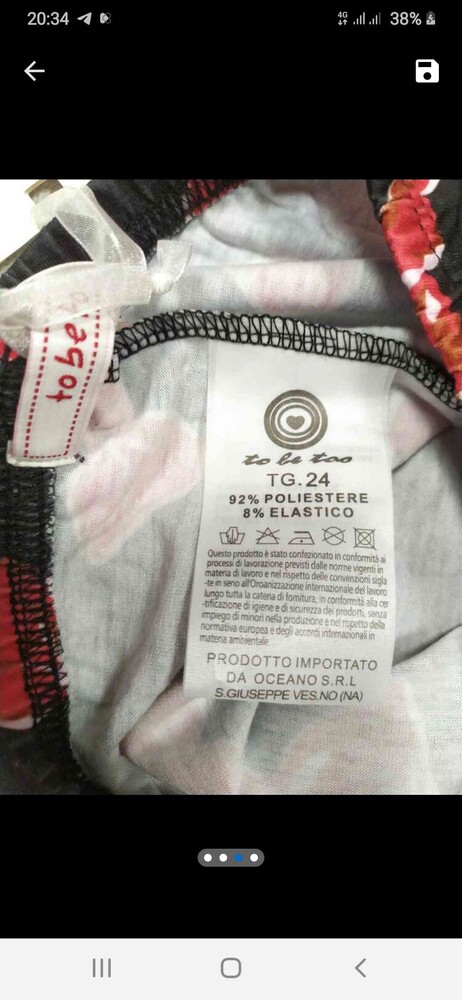 20:34
4G
38%
toget
to be too
TG.24
92% POLIESTERE
8% ELASTICO
Questo prodotto è stato confezionato in conformità ai
processi di lavorazione previsti dalle norme vigenti in
materia di lavoro e nel rispetto delle convenzioni sigla
-te in seno all'Oroanizzazione internazionale del lavoro
lungo tutta la catena di fornitura, in conformità alla cer
-tificazione di igiene e di sicurezza dei prodotti, senza
impiego di minori nella produzione e nel rispetto della
normativa europea e degli accordi internazionali in
materia ambientale.
PRODOTTO IMPORTATO
DA OCEANO S.R.L
S.GIUSEPPE VES.NO (NA)